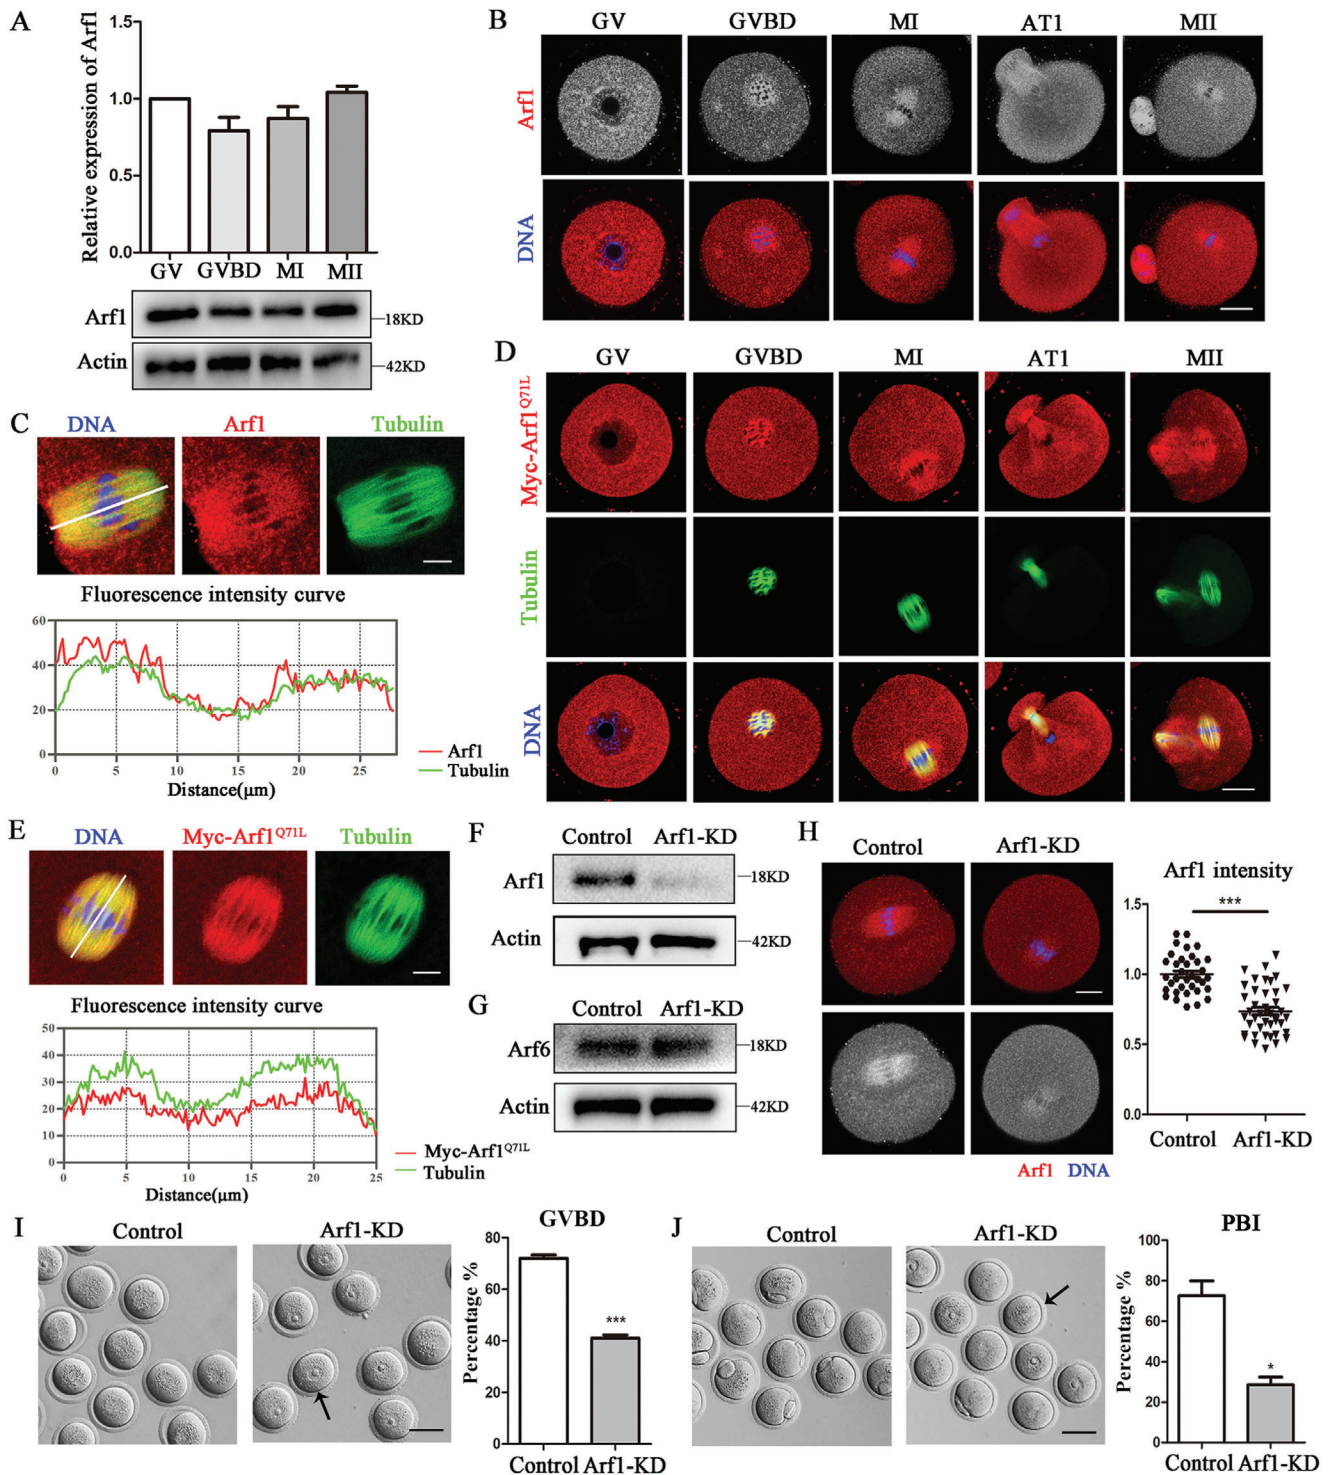 A
Relative expression of Arf1
1.5
1.0
0.5
0.0
GV GVBD MI MII
Arf1
18KD
Actin
42KD
B
GV GVBD MI AT1 MII
Arf1
DNA
C
DNA Arf1 Tubulin
Fluorescence intensity curve
60
40
20
0
0 5 10 15 20 25
Distance(μm)
Arf1
Tubulin
D
GV GVBD MI AT1 MII
Myc-Arf1Q71L
Tubulin
DNA
E
DNA Myc-Arf1Q71L Tubulin
Fluorescence intensity curve
50
40
30
20
10
0
0 5 10 15 20 25
Distance(μm)
Myc-Arf1Q71L
Tubulin
F
Control Arf1-KD
Arf1
18KD
Actin
42KD
G
Control Arf1-KD
Arf6
18KD
Actin
42KD
H
Control Arf1-KD
Arf1 DNA
Arf1 intensity
1.5
1.0
0.5
0.0
***
Control Arf1-KD
I
Control Arf1-KD
GVBD
Percentage %
80
60
40
20
0
***
Control Arf1-KD
J
Control Arf1-KD
PBI
Percentage %
100
80
60
40
20
0
*
Control Arf1-KD